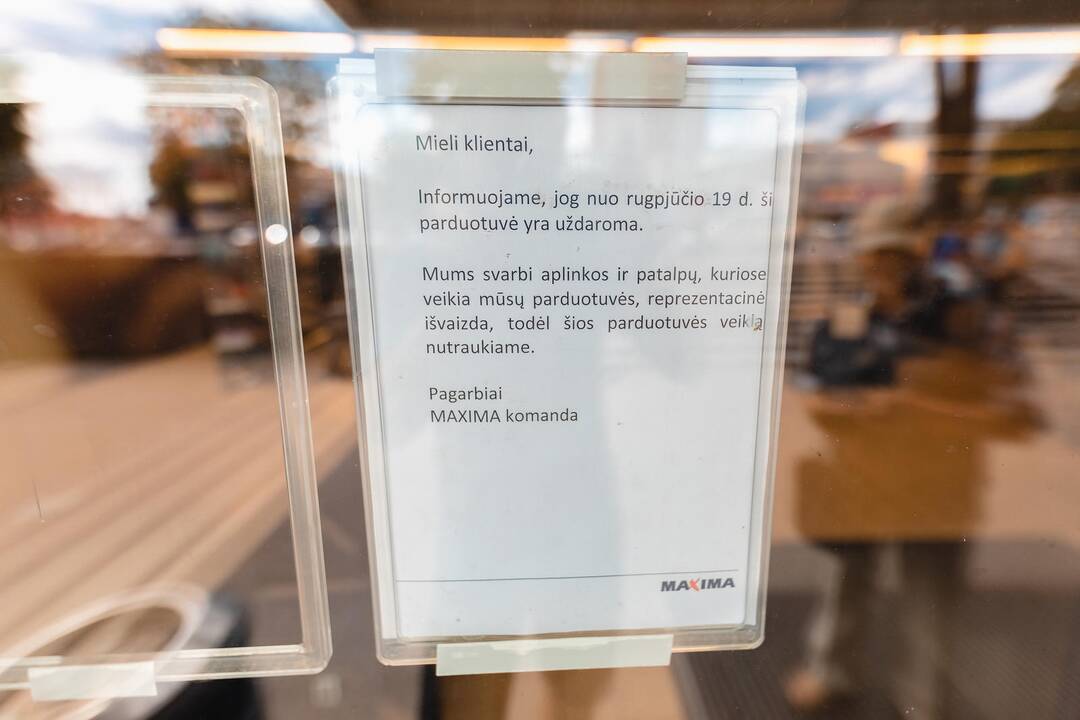 Mieli klientai,
Informuojame, jog nuo rugpjūčio 19 d. ši
parduotuvė yra uždaroma.
Mums svarbi aplinkos ir patalpų, kuriose
veikia mūsų parduotuvės, reprezentacinė
išvaizda, todėl šios parduotuvės veiklą
nutraukiame.
Pagarbiai
MAXIMA komanda
MAXIMA